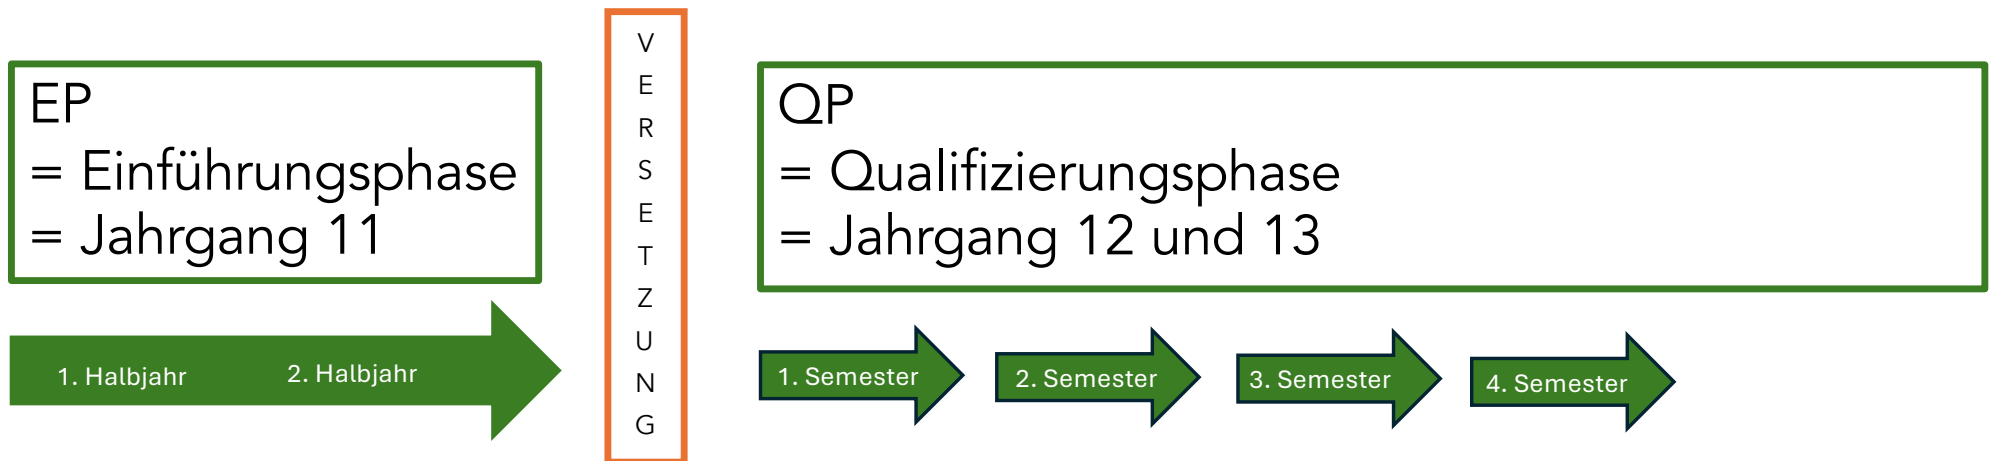 EP
= Einführungsphase
= Jahrgang 11
1. Halbjahr
2. Halbjahr
V
E
R
S
E
T
Z
U
N
G
QP
= Qualifizierungsphase
= Jahrgang 12 und 13
1. Semester
2. Semester
3. Semester
4. Semester